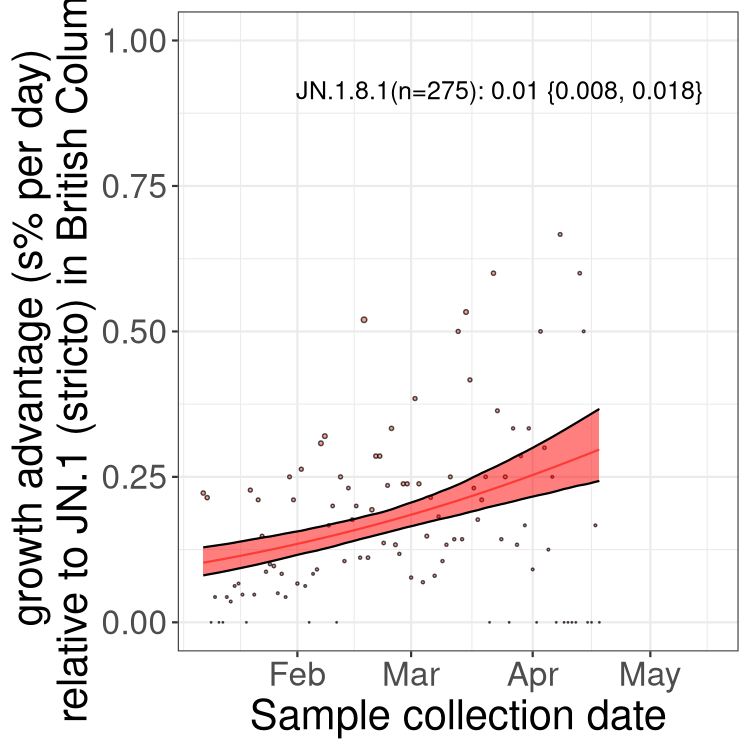 growth advantage (s% per day)
relative to JN.1 (stricto) in British Colum
1.00
0.75
0.50
0.25
0.00
JN.1.8.1(n=275): 0.01 {0.008, 0.018}
Feb Mar Apr May
Sample collection date